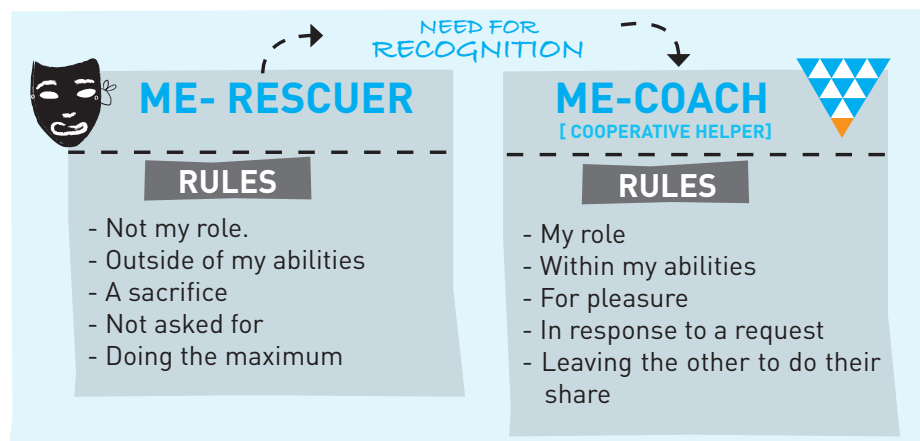 NEED FOR
RECOGNITION
ME- RESCUER
RULES
- Not my role.
- Outside of my abilities
- A sacrifice
- Not asked for
- Doing the maximum
ME-COACH
[ COOPERATIVE HELPER]
RULES
- My role
- Within my abilities
- For pleasure
- In response to a request
- Leaving the other to do their
share